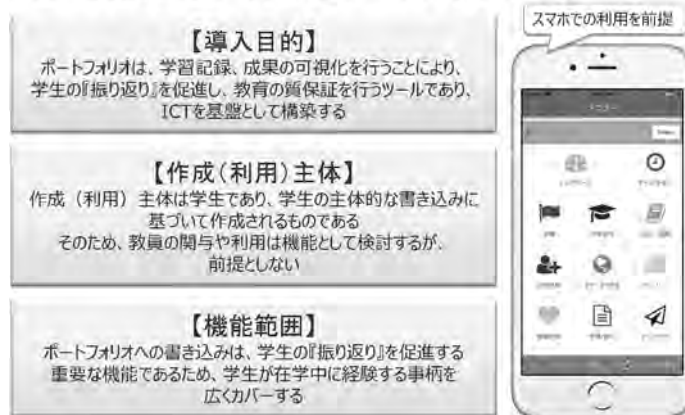 スマホでの利用を前提
【導入目的】
ポートフォリオは、学習記録、成果の可視化を行うことにより、
学生の『振り返り』を促進し、教育の質保証を行うツールであり、
ICTを基盤として構築する
【作成（利用）主体】
作成（利用）主体は学生であり、学生の主体的な書き込みに
基づいて作成されるものである
そのため、教員の関与や利用は機能として検討するが、
前提としない
【機能範囲】
ポートフォリオへの書き込みは、学生の『振り返り』を促進する
重要な機能であるため、学生が在学中に経験する事柄を
広くカバーする